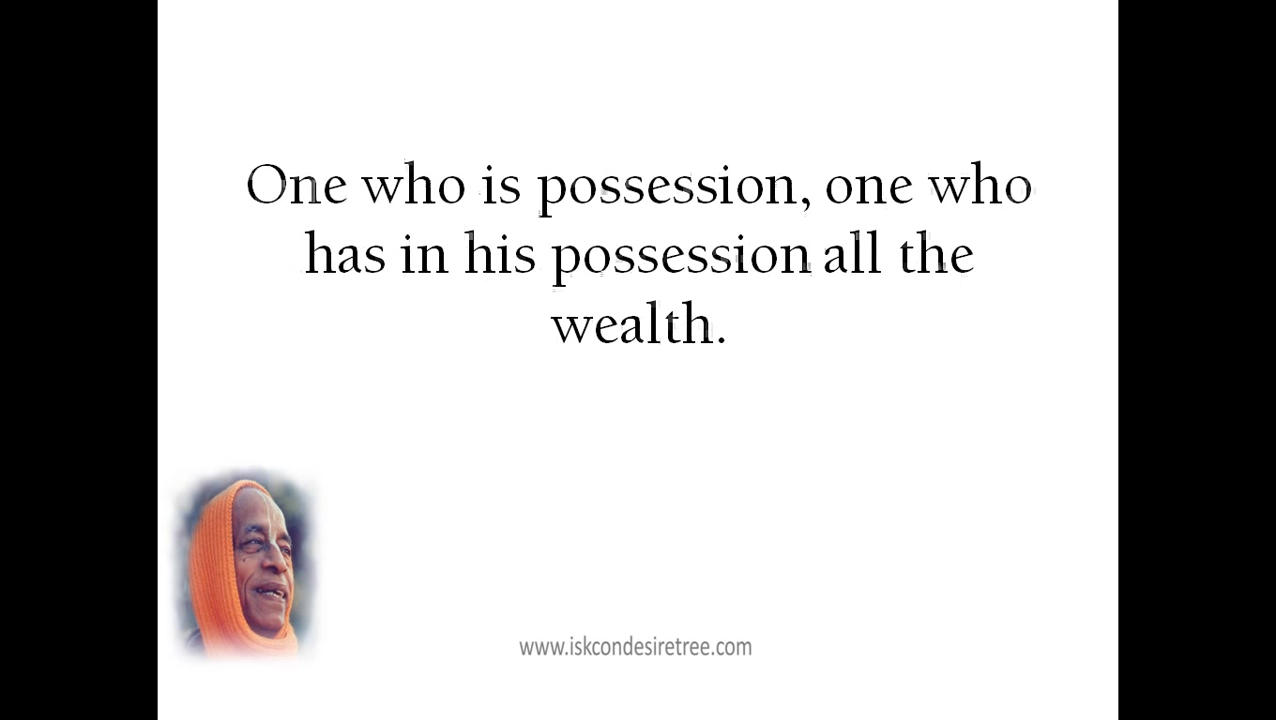 One who is possession, one who
has in his possession all the
wealth.
www.iskcondesiretree.com